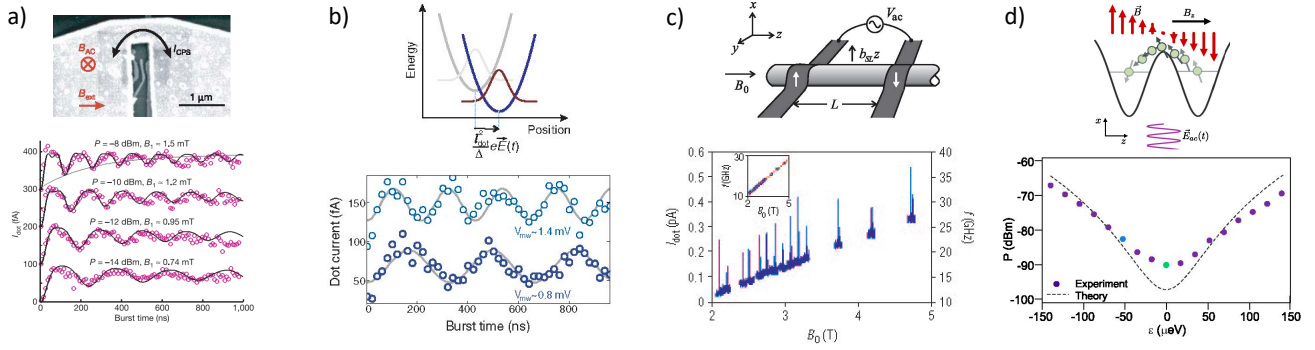 a)
B_AC
I_CPS
B_ext
1 μm
P = −8 dBm, B₁ = 1.5 mT
P = −10 dBm, B₁ = 1.2 mT
P = −12 dBm, B₁ = 0.95 mT
P = −14 dBm, B₁ = 0.74 mT
400
300
200
100
0
I_dot (fA)
0 200 400 600 800 1,000
Burst time (ns)
b)
Energy
Position
l²_dot/Δ eE⃗(t)
150
100
50
Dot current (fA)
V_mw~1.4 mV
V_mw~0.8 mV
0 200 400 600 800
Burst time (ns)
c)
V_ac
x
y
z
b_SL z
B₀
L
0.6
0.5
0.4
0.3
0.2
0.1
0
I_dot (pA)
30
10
f(GHz)
2 5
B₀ (T)
40
35
30
25
20
15
10
f (GHz)
2 3 4 5
B₀ (T)
d)
B⃗
B_z
x
z
E⃗_ac(t)
-60
-70
-80
-90
-100
P (dBm)
Experiment
Theory
-150 -100 -50 0 50 100 150
ε (μeV)